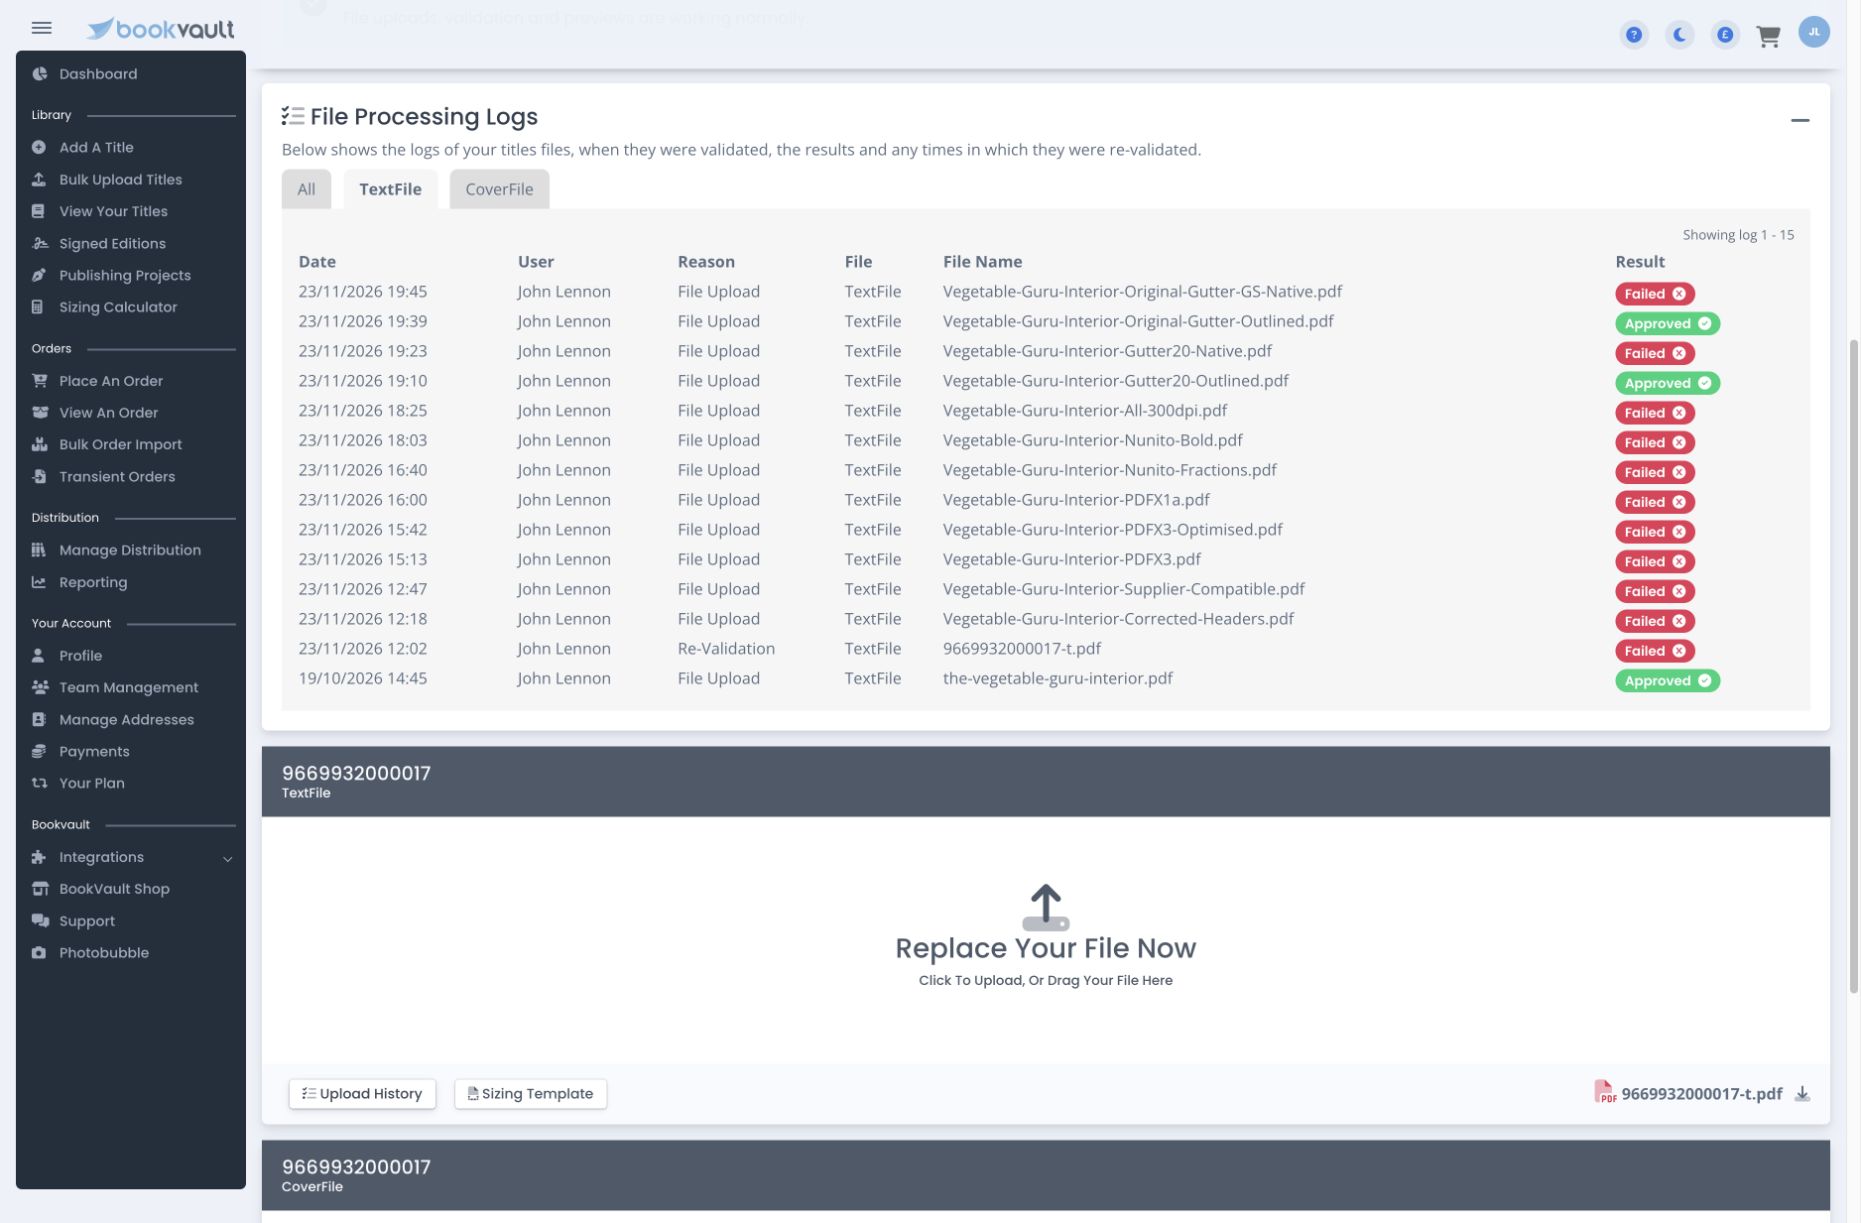 File uploads, validation and previews are working normally.
bookvault
JL
Dashboard
Library
Add A Title
Bulk Upload Titles
View Your Titles
Signed Editions
Publishing Projects
Sizing Calculator
Orders
Place An Order
View An Order
Bulk Order Import
Transient Orders
Distribution
Manage Distribution
Reporting
Your Account
Profile
Team Management
Manage Addresses
Payments
Your Plan
Bookvault
Integrations
BookVault Shop
Support
Photobubble
File Processing Logs
Below shows the logs of your titles files, when they were validated, the results and any times in which they were re-validated.
All TextFile CoverFile
Showing log 1 - 15
Date User Reason File File Name Result
23/11/2026 19:45 John Lennon File Upload TextFile Vegetable-Guru-Interior-Original-Gutter-GS-Native.pdf Failed
23/11/2026 19:39 John Lennon File Upload TextFile Vegetable-Guru-Interior-Original-Gutter-Outlined.pdf Approved
23/11/2026 19:23 John Lennon File Upload TextFile Vegetable-Guru-Interior-Gutter20-Native.pdf Failed
23/11/2026 19:10 John Lennon File Upload TextFile Vegetable-Guru-Interior-Gutter20-Outlined.pdf Approved
23/11/2026 18:25 John Lennon File Upload TextFile Vegetable-Guru-Interior-All-300dpi.pdf Failed
23/11/2026 18:03 John Lennon File Upload TextFile Vegetable-Guru-Interior-Nunito-Bold.pdf Failed
23/11/2026 16:40 John Lennon File Upload TextFile Vegetable-Guru-Interior-Nunito-Fractions.pdf Failed
23/11/2026 16:00 John Lennon File Upload TextFile Vegetable-Guru-Interior-PDFX1a.pdf Failed
23/11/2026 15:42 John Lennon File Upload TextFile Vegetable-Guru-Interior-PDFX3-Optimised.pdf Failed
23/11/2026 15:13 John Lennon File Upload TextFile Vegetable-Guru-Interior-PDFX3.pdf Failed
23/11/2026 12:47 John Lennon File Upload TextFile Vegetable-Guru-Interior-Supplier-Compatible.pdf Failed
23/11/2026 12:18 John Lennon File Upload TextFile Vegetable-Guru-Interior-Corrected-Headers.pdf Failed
23/11/2026 12:02 John Lennon Re-Validation TextFile 9669932000017-t.pdf Failed
19/10/2026 14:45 John Lennon File Upload TextFile the-vegetable-guru-interior.pdf Approved
9669932000017
TextFile
Replace Your File Now
Click To Upload, Or Drag Your File Here
Upload History Sizing Template PDF 9669932000017-t.pdf
9669932000017
CoverFile